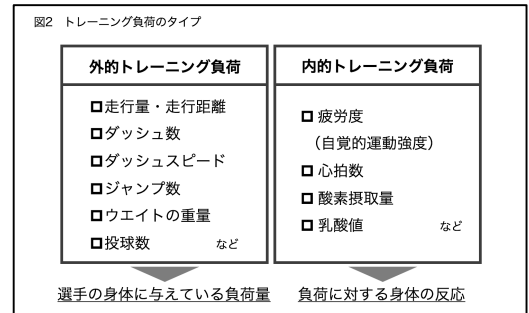 図2 トレーニング負荷のタイプ
外的トレーニング負荷
走行量・走行距離
ダッシュ数
ダッシュスピード
ジャンプ数
ウエイトの重量
投球数 など
選手の身体に与えている負荷量
内的トレーニング負荷
疲労度
（自覚的運動強度）
心拍数
酸素摂取量
乳酸値 など
負荷に対する身体の反応